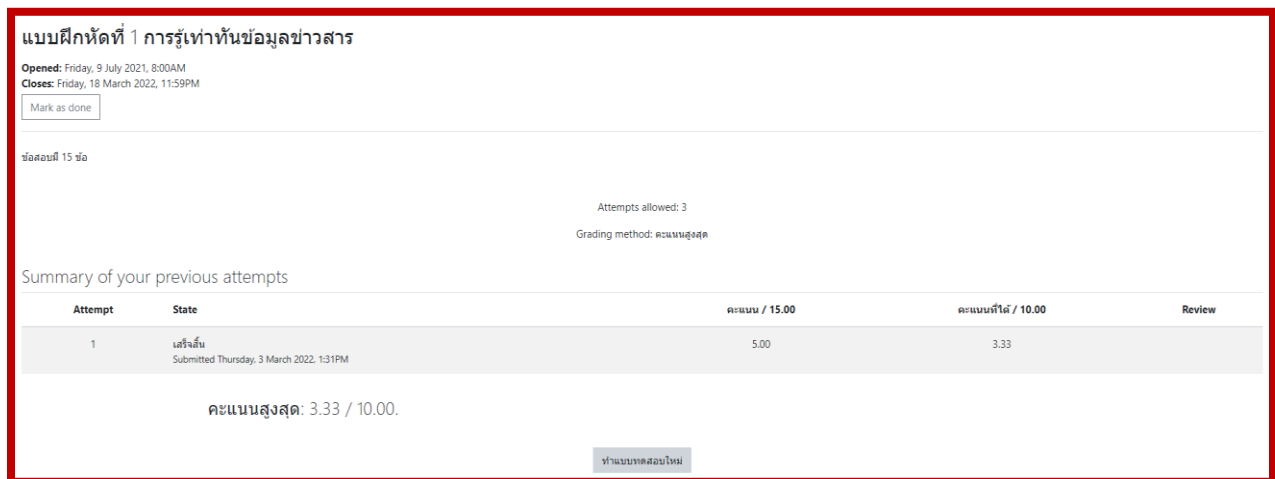 แบบฝึกหัดที่ 1 การรู้เท่าทันข้อมูลข่าวสาร
Opened: Friday, 9 July 2021, 8:00AM
Closes: Friday, 18 March 2022, 11:59PM
Mark as done
ข้อสอบมี 15 ข้อ
Attempts allowed: 3
Grading method: คะแนนสูงสุด
Summary of your previous attempts
Attempt State คะแนน / 15.00 คะแนนที่ได้ / 10.00 Review
1 เสร็จสิ้น 5.00 3.33
Submitted Thursday, 3 March 2022, 1:31PM
คะแนนสูงสุด: 3.33 / 10.00.
ทำแบบทดสอบใหม่